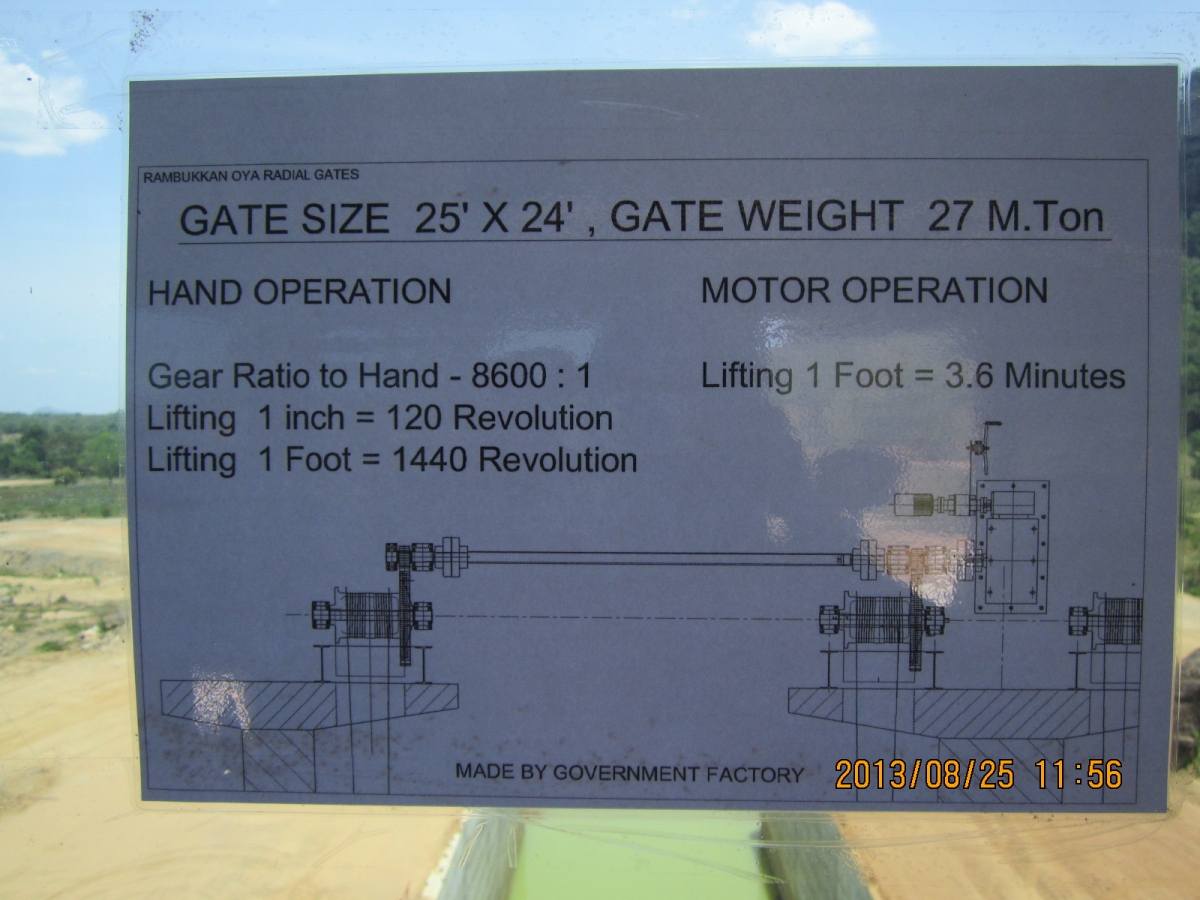 RAMBUKKAN OYA RADIAL GATES
GATE SIZE 25' X 24' , GATE WEIGHT 27 M.Ton
HAND OPERATION
Gear Ratio to Hand - 8600 : 1
Lifting 1 inch = 120 Revolution
Lifting 1 Foot = 1440 Revolution
MOTOR OPERATION
Lifting 1 Foot = 3.6 Minutes
MADE BY GOVERNMENT FACTORY
2013/08/25 11:56